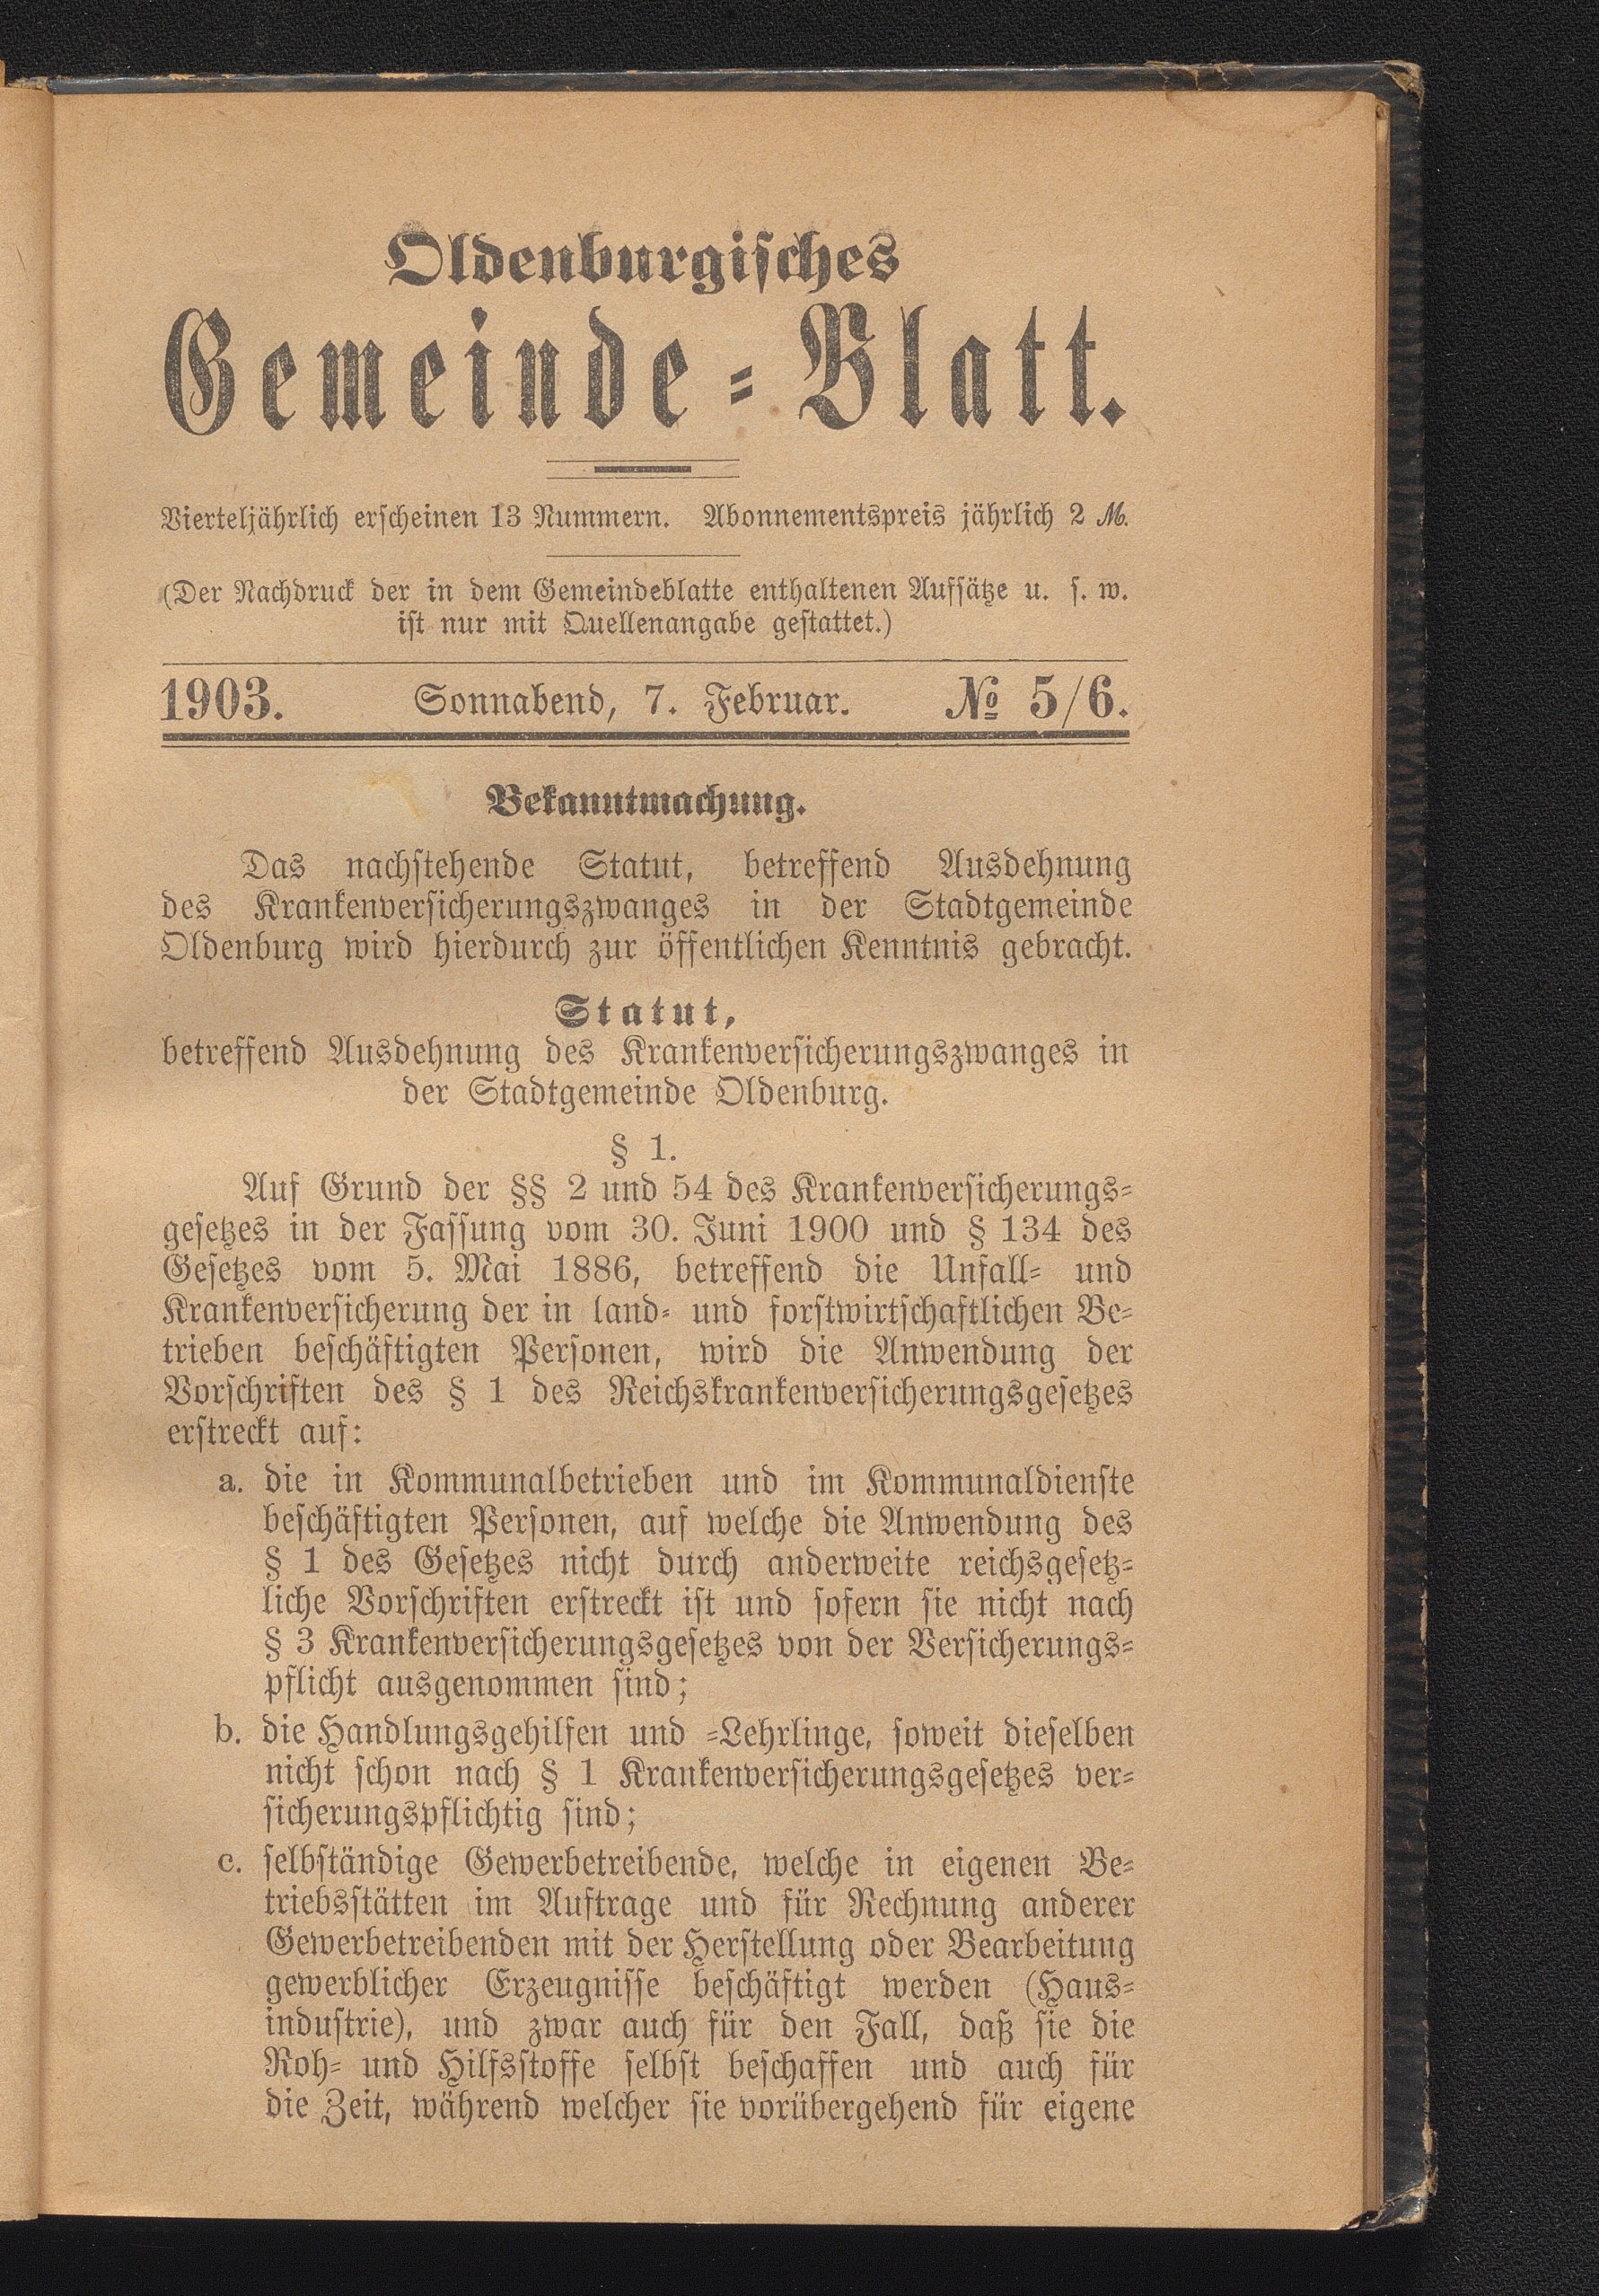 Oldenburgisches
Gemeinde-Blatt.
Vierteljährlich erscheinen 13 Nummern. Abonnementspreis jährlich 2 M.
(Der Nachdruck der in dem Gemeindeblatte enthaltenen Aufsätze u. s. w.
ist nur mit Quellenangabe gestattet.)
1903. Sonnabend, 7. Februar. № 5/6.
Bekanntmachung.
Das nachstehende Statut, betreffend Ausdehnung
des Krankenversicherungszwanges in der Stadtgemeinde
Oldenburg wird hierdurch zur öffentlichen Kenntnis gebracht.
Statut,
betreffend Ausdehnung des Krankenversicherungszwanges in
der Stadtgemeinde Oldenburg.
§ 1.
Auf Grund der §§ 2 und 54 des Krankenversicherungs-
gesetzes in der Fassung vom 30. Juni 1900 und § 134 des
Gesetzes vom 5. Mai 1886, betreffend die Unfall- und
Krankenversicherung der in land- und forstwirtschaftlichen Be-
trieben beschäftigten Personen, wird die Anwendung der
Vorschriften des § 1 des Reichskrankenversicherungsgesetzes
erstreckt auf:
a. die in Kommunalbetrieben und im Kommunaldienste
beschäftigten Personen, auf welche die Anwendung des
§ 1 des Gesetzes nicht durch anderweite reichsgesetz-
liche Vorschriften erstreckt ist und sofern sie nicht nach
§ 3 Krankenversicherungsgesetzes von der Versicherungs-
pflicht ausgenommen sind;
b. die Handlungsgehilfen und -Lehrlinge, soweit dieselben
nicht schon nach § 1 Krankenversicherungsgesetzes ver-
sicherungspflichtig sind;
c. selbständige Gewerbetreibende, welche in eigenen Be-
triebsstätten im Auftrage und für Rechnung anderer
Gewerbetreibenden mit der Herstellung oder Bearbeitung
gewerblicher Erzeugnisse beschäftigt werden (Haus-
industrie), und zwar auch für den Fall, daß sie die
Roh- und Hilfsstoffe selbst beschaffen und auch für
die Zeit, während welcher sie vorübergehend für eigene